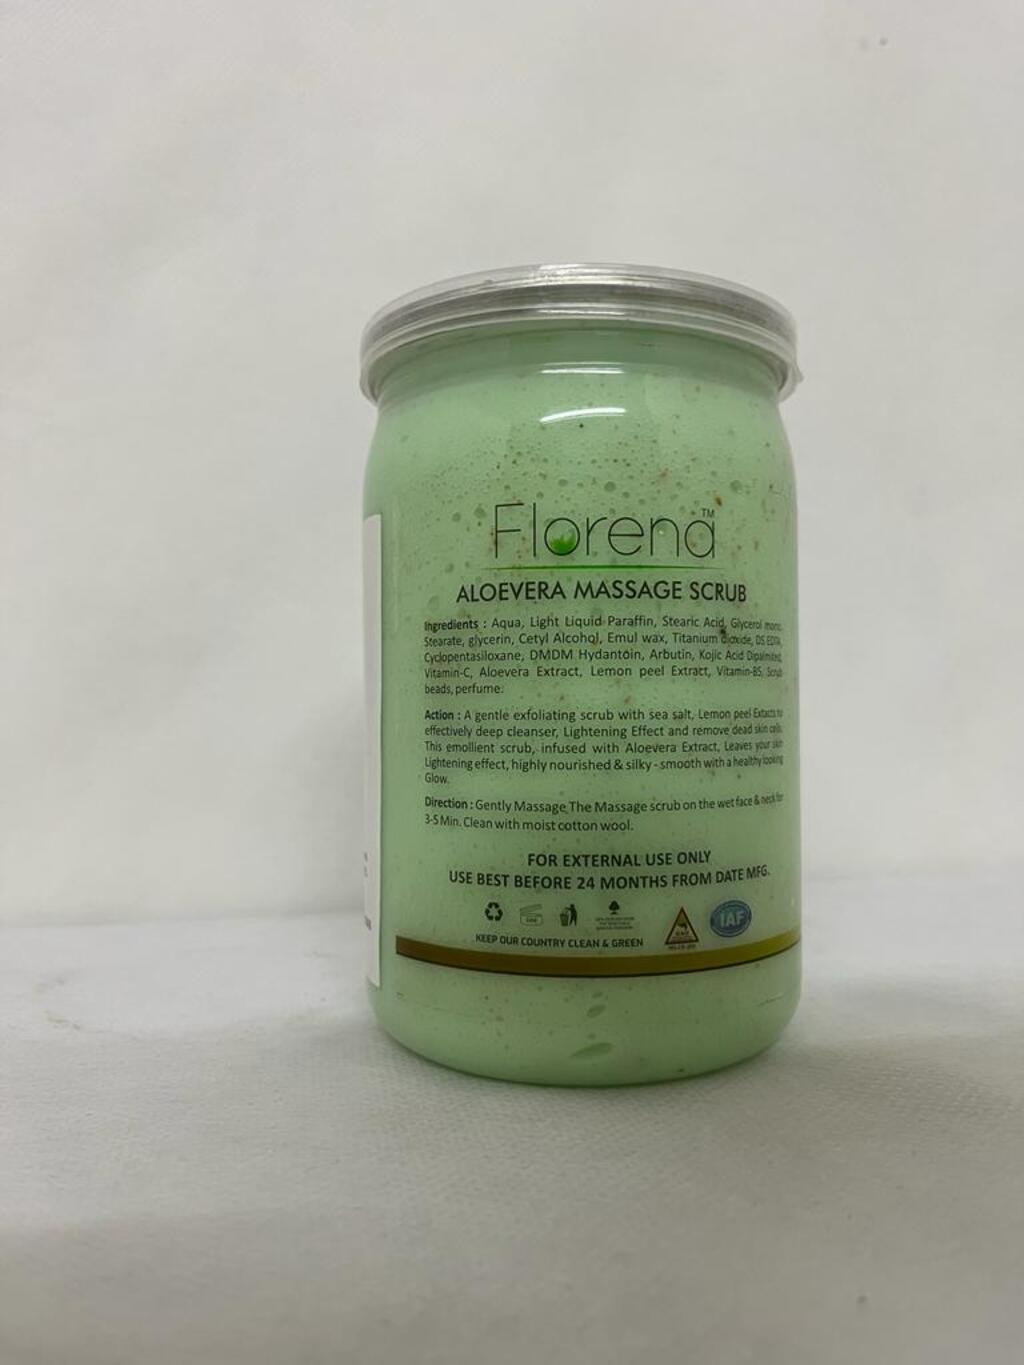 Florena™
ALOEVERA MASSAGE SCRUB
Ingredients : Aqua, Light Liquid Paraffin, Stearic Acid, Glycerol mono
Stearate, glycerin, Cetyl Alcohol, Emul wax, Titanium dioxide, DS EDTA,
Cyclopentasiloxane, DMDM Hydantoin, Arbutin, Kojic Acid Dipalmited,
Vitamin-C, Aloevera Extract, Lemon peel Extract, Vitamin-B5, Scrub
beads, perfume.
Action : A gentle exfoliating scrub with sea salt, Lemon peel Extacts to
effectively deep cleanser, Lightening Effect and remove dead skin cells.
This emollient scrub, infused with Aloevera Extract, Leaves your skin
Lightening effect, highly nourished & silky - smooth with a healthy looking
Glow.
Direction : Gently Massage The Massage scrub on the wet face & neck for
3-5 Min. Clean with moist cotton wool.
FOR EXTERNAL USE ONLY
USE BEST BEFORE 24 MONTHS FROM DATE MFG.
IAF
KEEP OUR COUNTRY CLEAN & GREEN